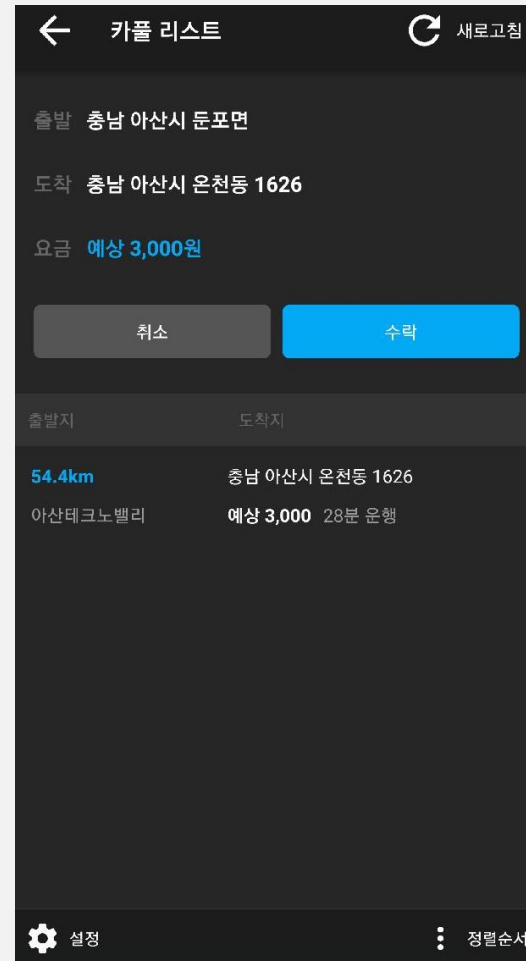 카풀 리스트 새로고침
출발 충남 아산시 둔포면
도착 충남 아산시 온천동 1626
요금 예상 3,000원
취소 수락
출발지 도착지
54.4km 충남 아산시 온천동 1626
아산테크노밸리 예상 3,000 28분 운행
설정 정렬순서